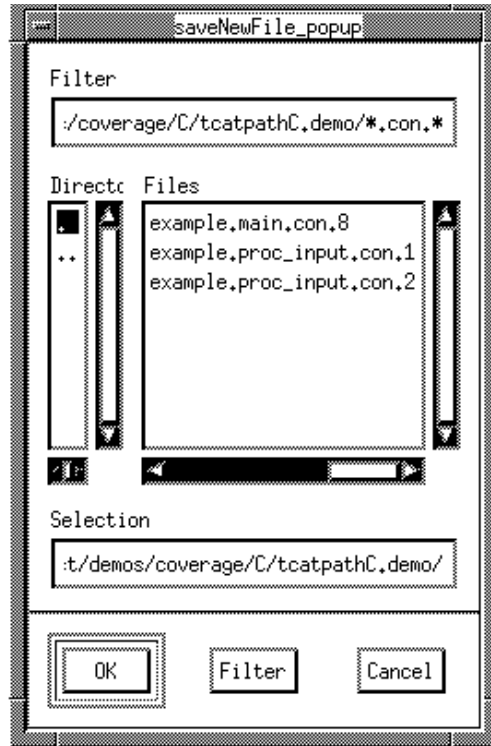 saveNewFile_popup
Filter
:/coverage/C/tcatpathC.demo/*.con.*
Directo Files
. example.main.con.8
.. example.proc_input.con.1
example.proc_input.con.2
Selection
:t/demos/coverage/C/tcatpathC.demo/
OK Filter Cancel